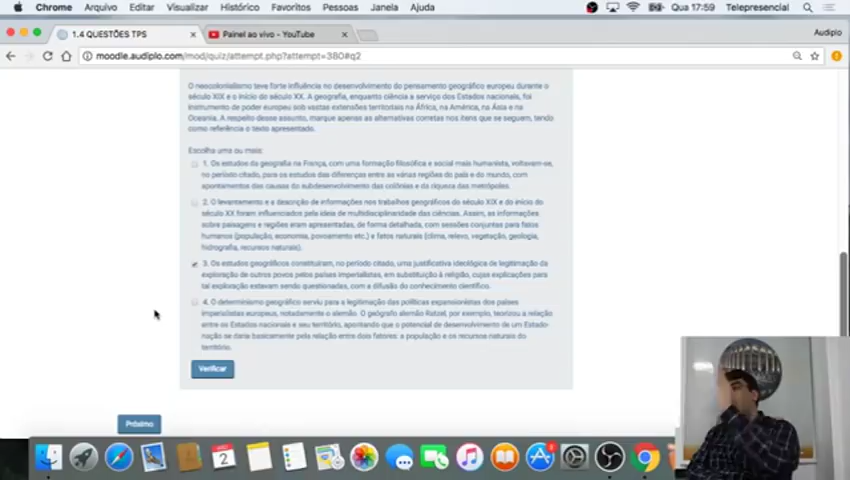 Chrome Arquivo Editar Visualizar Histórico Favoritos Pessoas Janela Ajuda Qua 17:59 Telepresencial
1.4 QUESTÕES TPS Painel ao vivo - YouTube Audiplo
moodle.audiplo.com/mod/quiz/attempt.php?attempt=380#q2
O neocolonialismo teve forte influência no desenvolvimento do pensamento geográfico europeu durante o
século XIX e o início do século XX. A geografia, enquanto ciência a serviço dos Estados nacionais, foi
instrumento de poder europeu sob vastas extensões territoriais na África, na América, na Ásia e na
Oceania. A respeito desse assunto, marque apenas as alternativas corretas nos itens que se seguem, tendo
como referência o texto apresentado.
Escolha uma ou mais:
1. Os estudos da geografia na França, com uma formação filosófica e social mais humanista, voltavam-se,
no período citado, para os estudos das diferenças entre as várias regiões do país e do mundo, com
apontamentos das causas do subdesenvolvimento das colônias e da riqueza das metrópoles.
2. O levantamento e a descrição de informações nos trabalhos geográficos do século XIX e do início do
século XX foram influenciados pela ideia de multidisciplinaridade das ciências. Assim, as informações
sobre paisagens e regiões eram apresentadas, de forma detalhada, com sessões conjuntas para fatos
humanos (população, economia, povoamento etc.) e fatos naturais (clima, relevo, vegetação, geologia,
hidrografia, recursos naturais).
3. Os estudos geográficos constituíram, no período citado, uma justificativa ideológica de legitimação da
exploração de outros povos pelos países imperialistas, em substituição à religião, cujas explicações para
tal exploração estavam sendo questionadas, com a difusão do conhecimento científico.
4. O determinismo geográfico serviu para a legitimação das políticas expansionistas dos países
imperialistas europeus, notadamente o alemão. O geógrafo alemão Ratzel, por exemplo, teorizou a relação
entre os Estados nacionais e seu território, apontando que o potencial de desenvolvimento de um Estado-
nação se daria basicamente pela relação entre dois fatores: a população e os recursos naturais do
território.
Verificar
Próximo
2